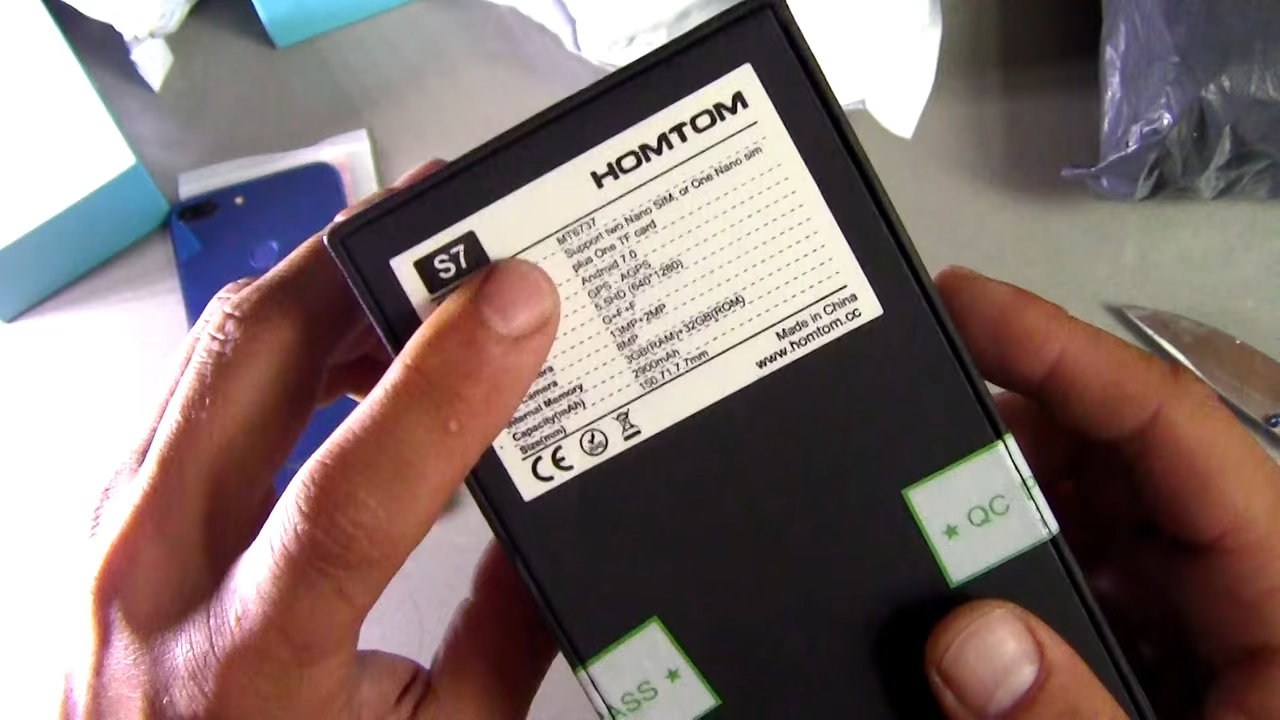 HOMTOM
S7
MT6737
Support two Nano SIM, or One Nano sim
plus One TF card
Android 7.0
GPS、AGPS
5.5HD (640*1280)
G+F+F
13MP+2MP
8MP
3GB(RAM)+32GB(ROM)
Internal Memory
2900mAh
Capacity(mAh)
150.71.7.7mm
Size(mm)
Made in China
www.homtom.cc
CE
★ QC
ASS ★